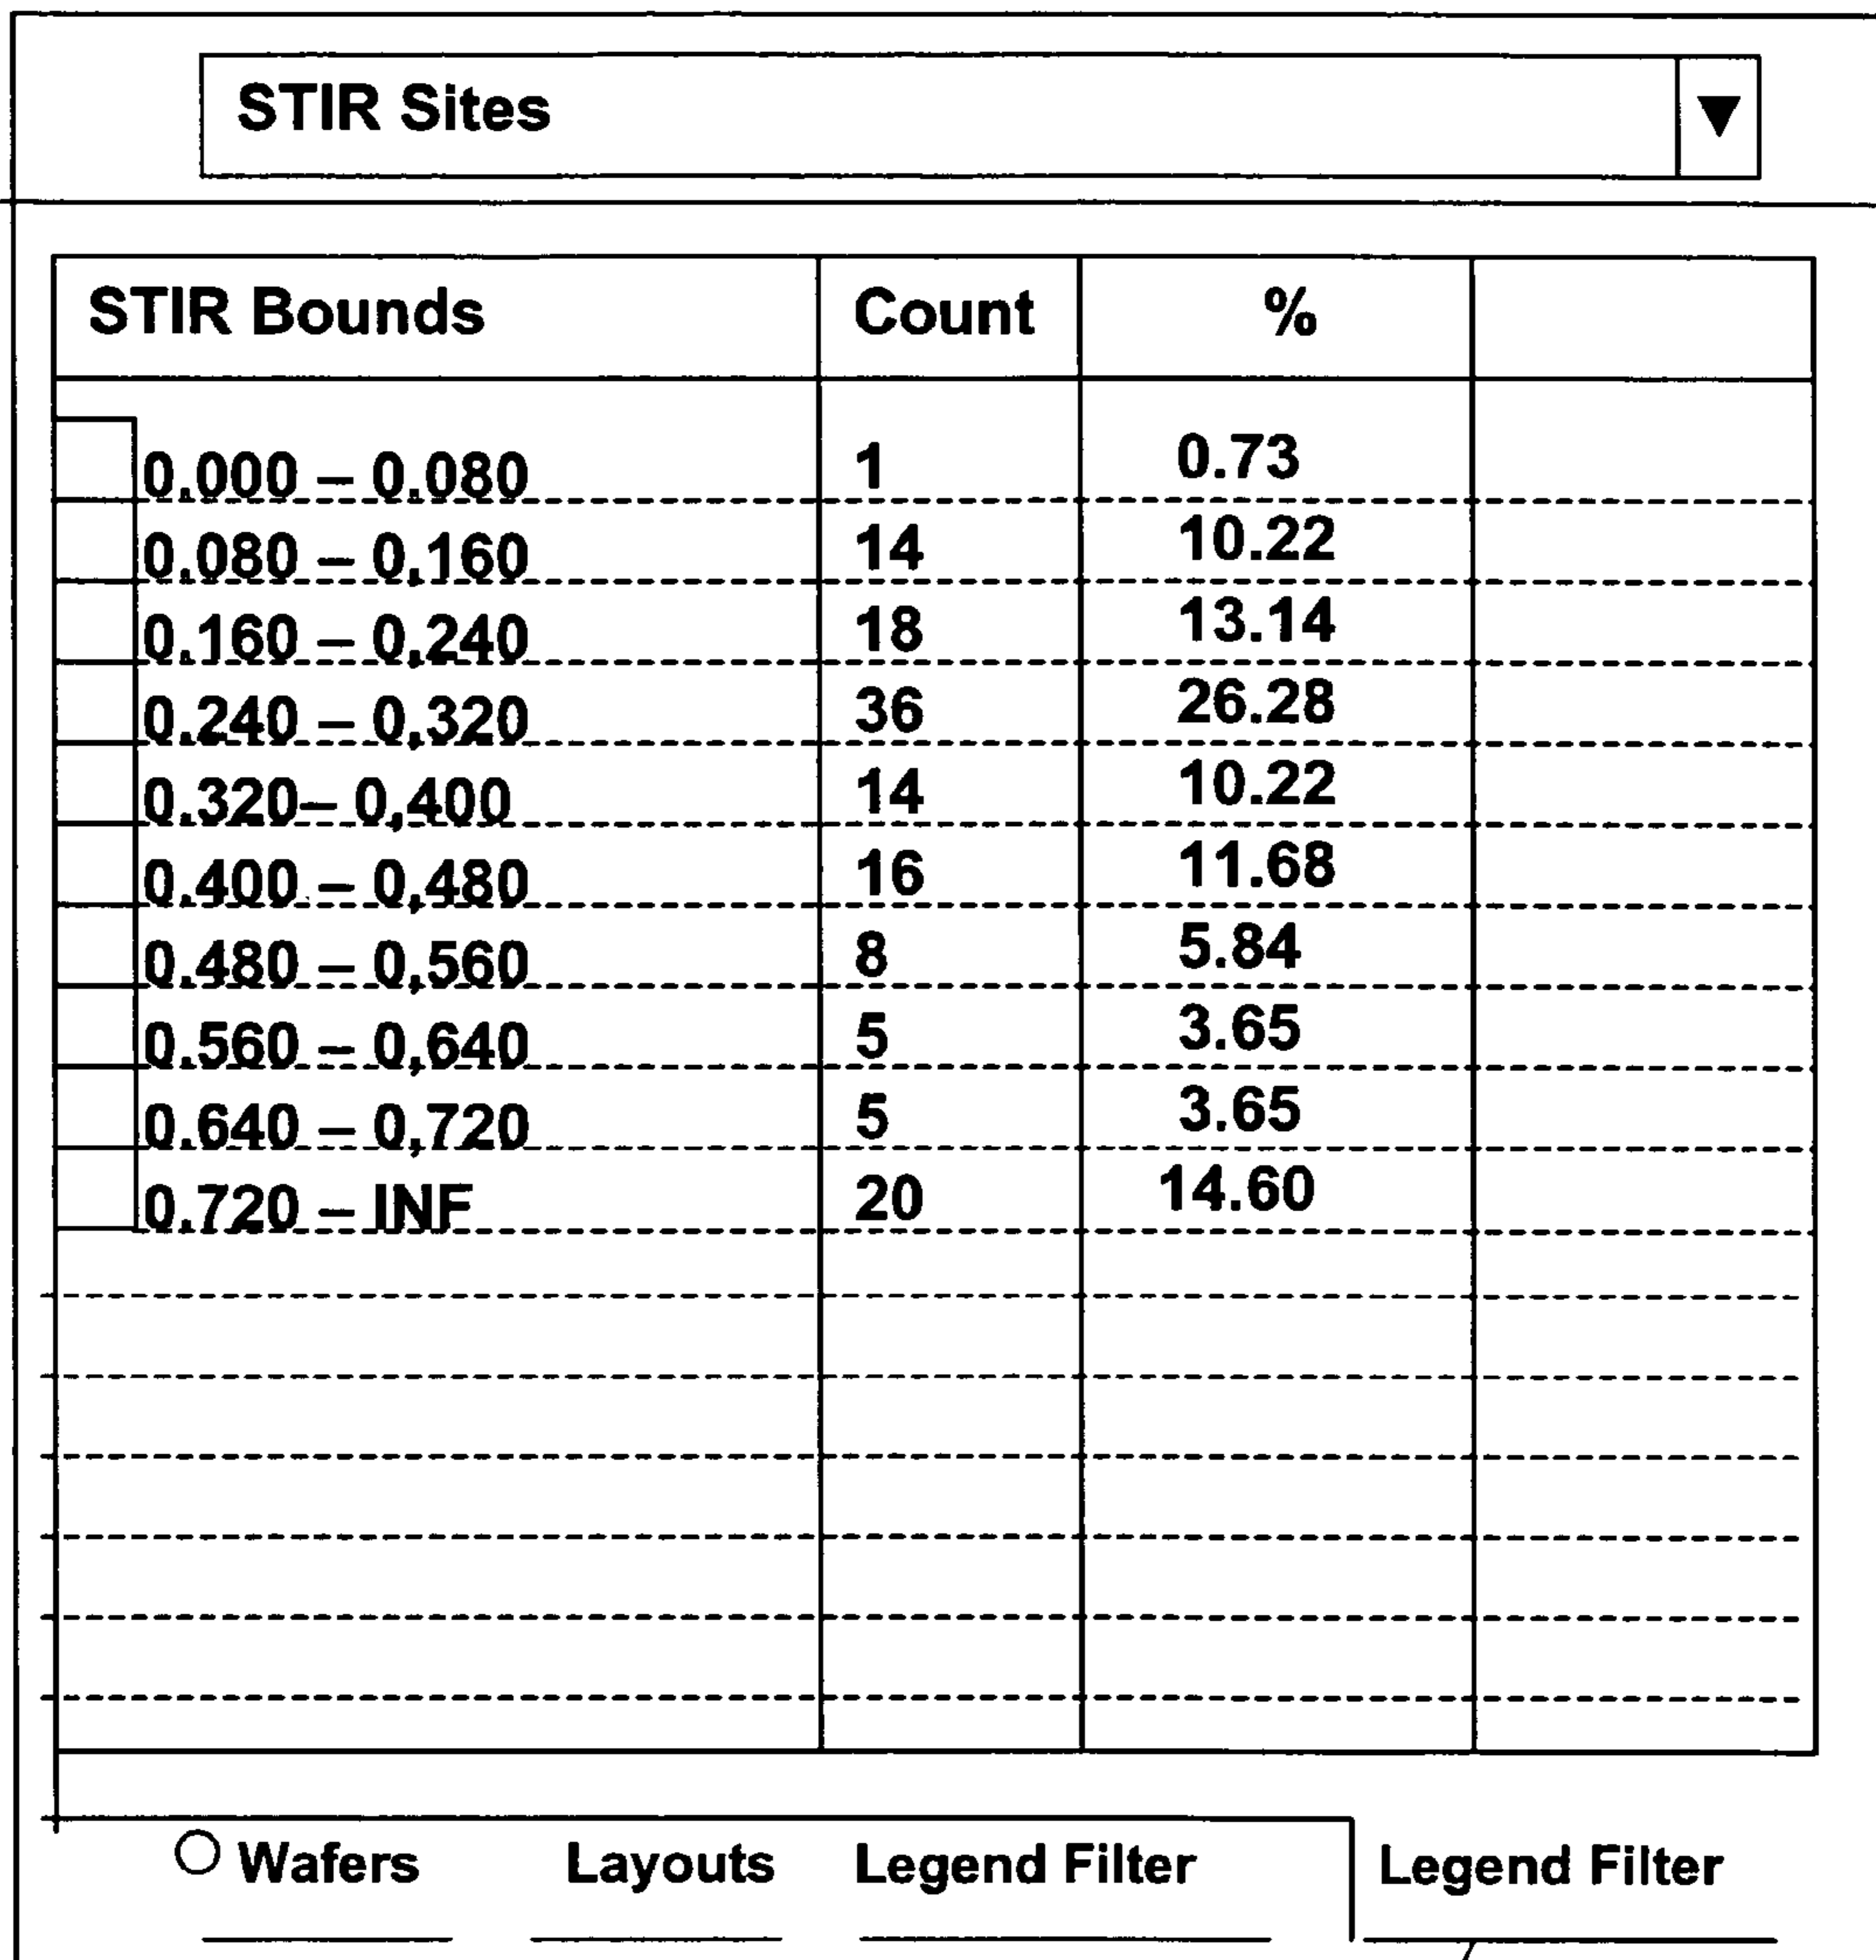 STIR Sites
STIR Bounds Count %
0.000 – 0.080 1 0.73
0.080 – 0,160 14 10.22
0.160 – 0,240 18 13.14
0.240 – 0,320 36 26.28
0.320– 0,400 14 10.22
0.400 – 0,480 16 11.68
0.480 – 0,560 8 5.84
0.560 – 0,640 5 3.65
0.640 – 0,720 5 3.65
0.720 – INF 20 14.60
Wafers Layouts Legend Filter Legend Filter